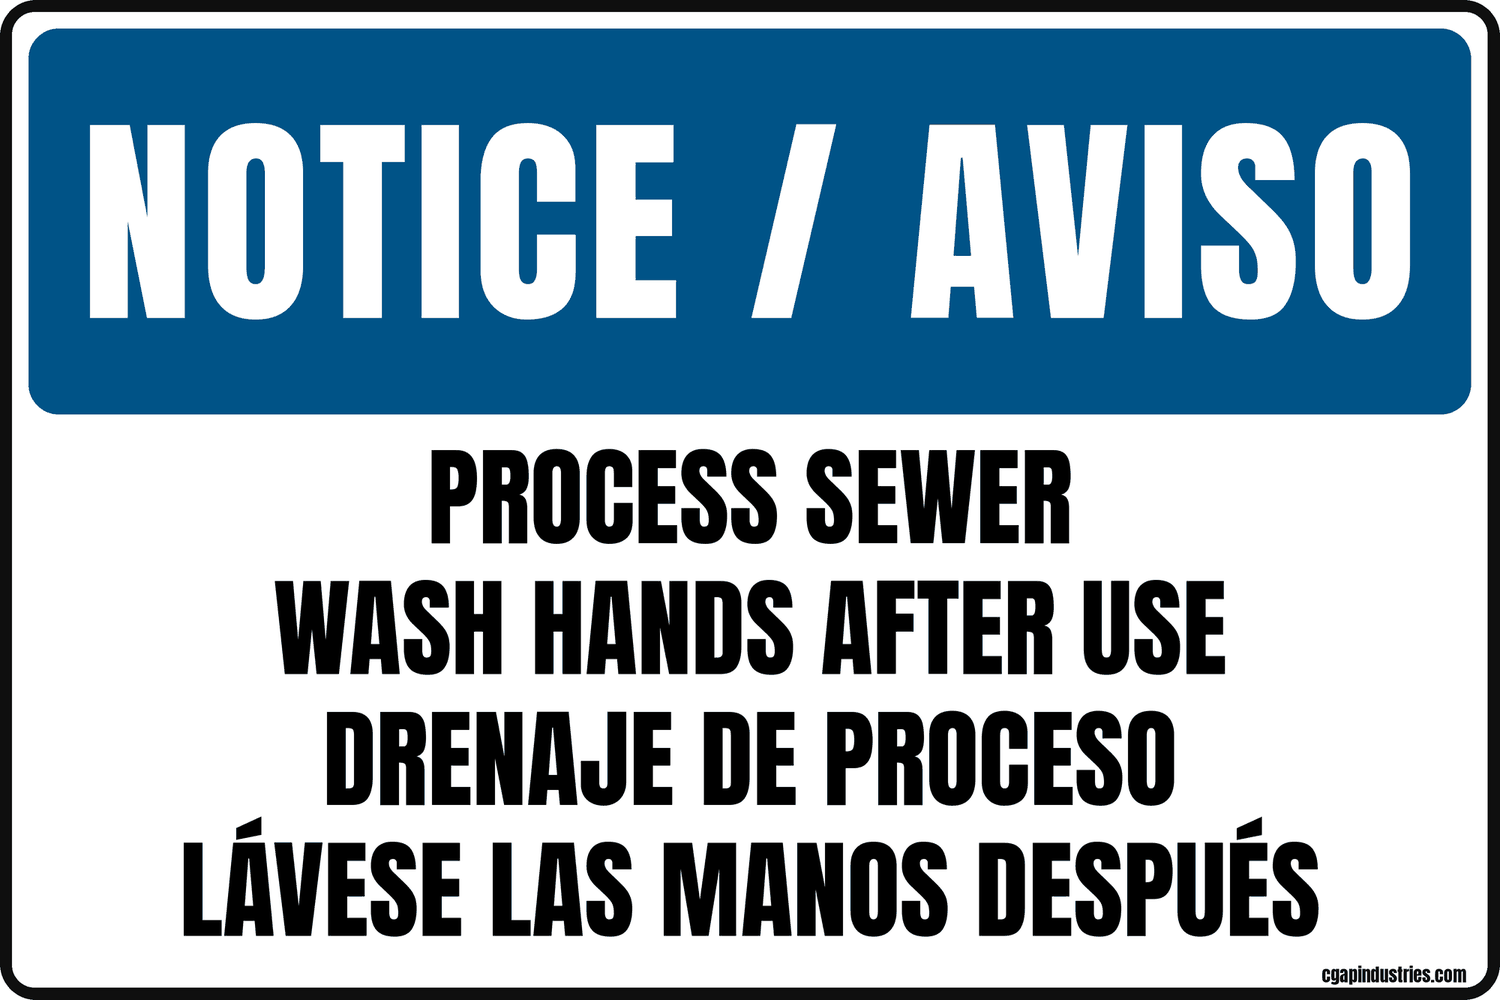 NOTICE / AVISO
PROCESS SEWER
WASH HANDS AFTER USE
DRENAJE DE PROCESO
LÁVESE LAS MANOS DESPUÉS
cgapindustries.com